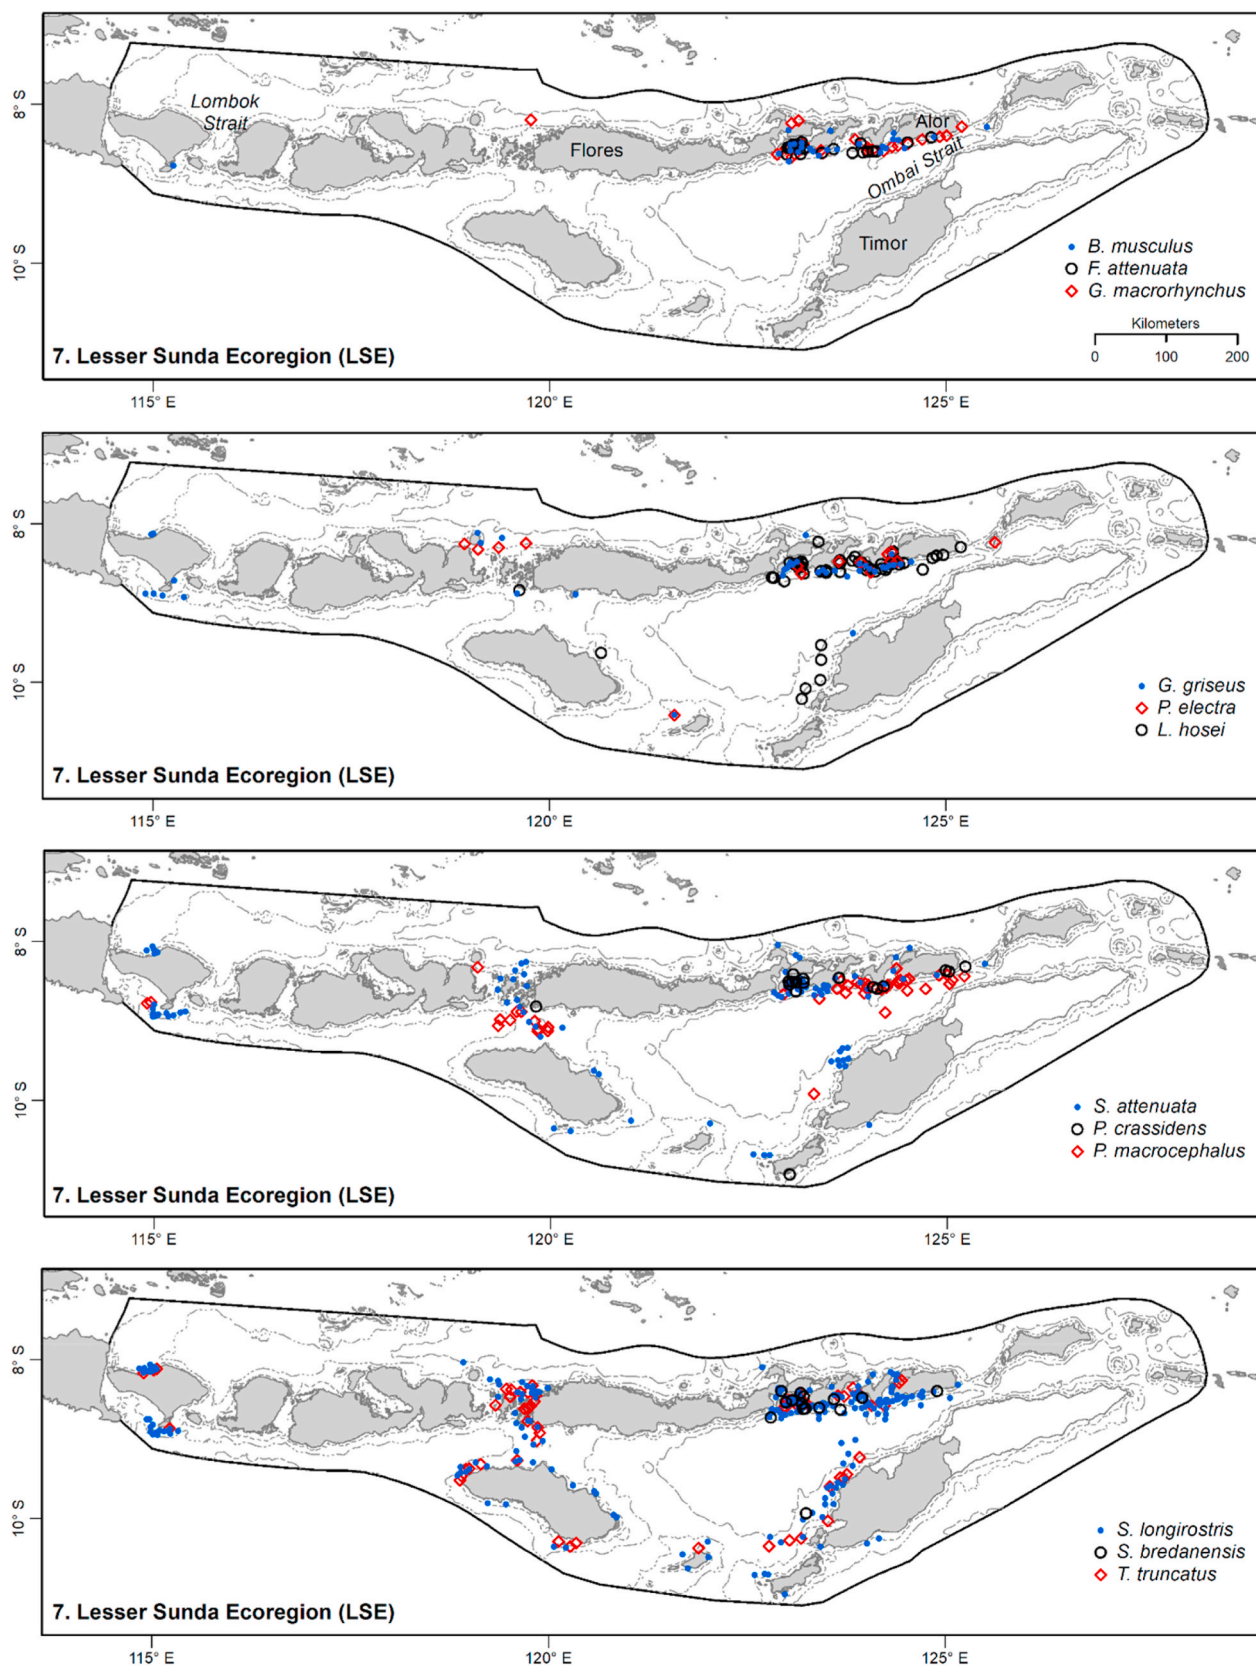 8° S
10° S
Lombok
Strait
Flores
Alor
Ombai Strait
Timor
B. musculus
F. attenuata
G. macrorhynchus
Kilometers
0 100 200
7. Lesser Sunda Ecoregion (LSE)
115° E 120° E 125° E
8° S
10° S
G. griseus
P. electra
L. hosei
7. Lesser Sunda Ecoregion (LSE)
115° E 120° E 125° E
8° S
10° S
S. attenuata
P. crassidens
P. macrocephalus
7. Lesser Sunda Ecoregion (LSE)
115° E 120° E 125° E
8° S
10° S
S. longirostris
S. bredanensis
T. truncatus
7. Lesser Sunda Ecoregion (LSE)
115° E 120° E 125° E